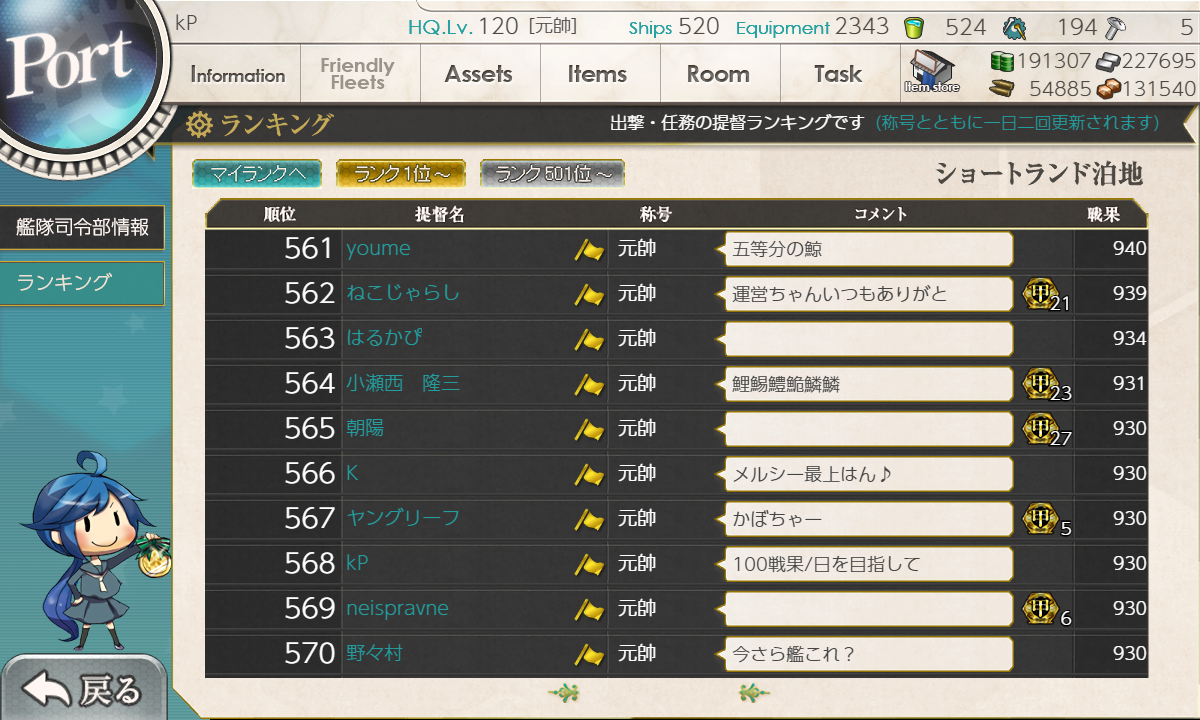 Port
kP
HQ.Lv. 120 [元帥] Ships 520 Equipment 2343 524 194 5
Information
Friendly Fleets
Assets
Items
Room
Task
Item store
191307 227695
54885 131540
ランキング
出撃・任務の提督ランキングです (称号とともに一日二回更新されます)
マイランクへ ランク1位～ ランク501位～ ショートランド泊地
艦隊司令部情報
ランキング
順位 提督名 称号 コメント 戦果
561 youme 元帥 五等分の鯨 940
562 ねこじゃらし 元帥 運営ちゃんいつもありがと 甲21 939
563 はるかぴ 元帥 934
564 小瀬西　隆三 元帥 甲23 931
565 朝陽 元帥 甲27 930
566 K 元帥 メルシー最上はん♪ 930
567 ヤングリーフ 元帥 かぼちゃー 甲5 930
568 kP 元帥 100戦果/日を目指して 930
569 neispravne 元帥 甲6 930
570 野々村 元帥 今さら艦これ？ 930
戻る